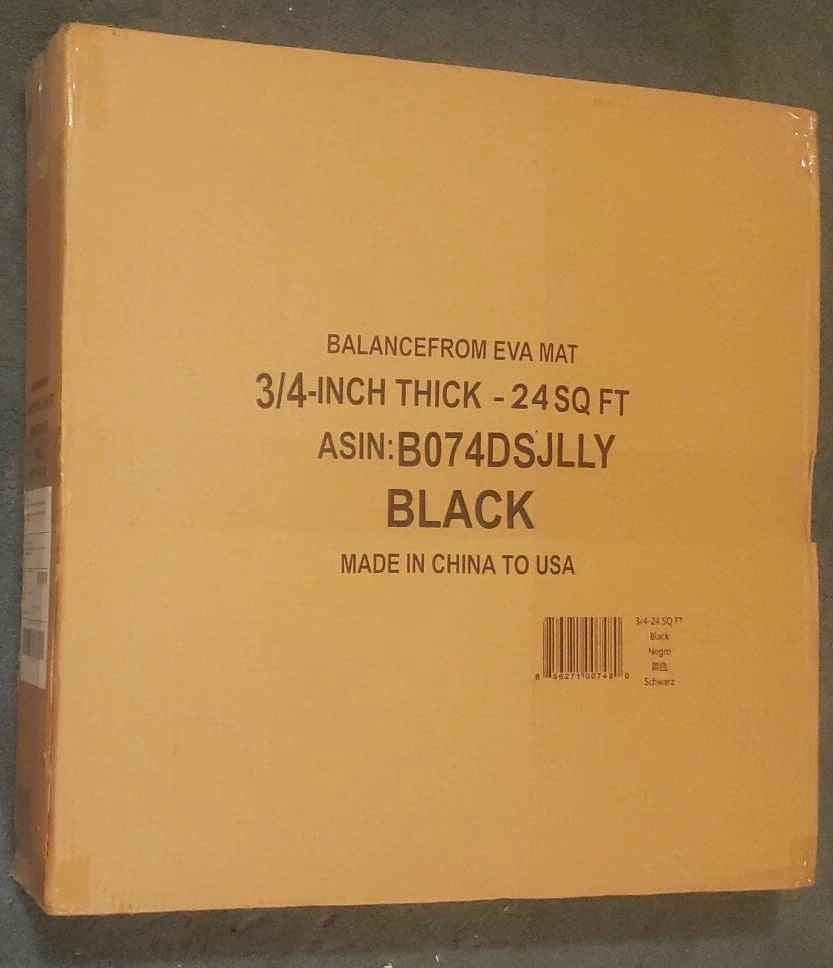 BALANCEFROM EVA MAT
3/4-INCH THICK - 24 SQ FT
ASIN:B074DSJLLY
BLACK
MADE IN CHINA TO USA
3/4-24 SQ FT
Black
Negro
黑色
Schwarz